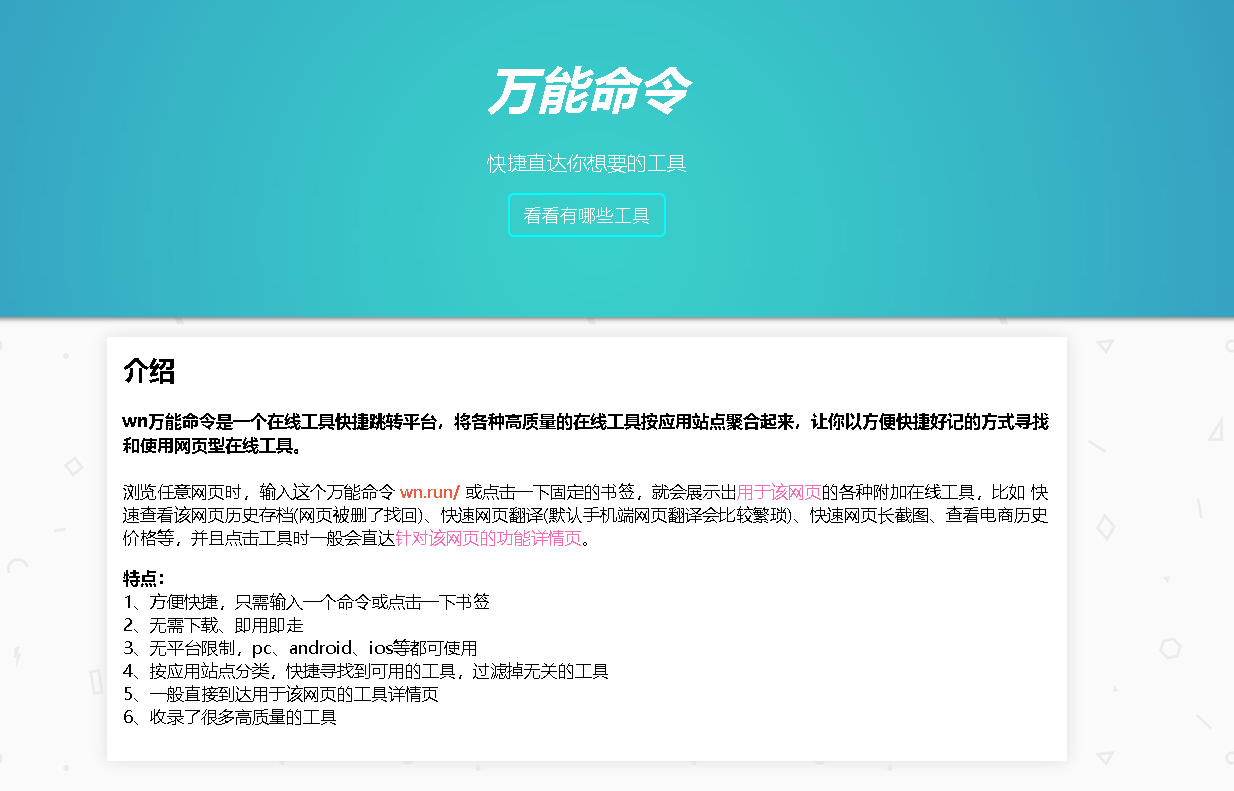 万能命令
快捷直达你想要的工具
看看有哪些工具
介绍
wn万能命令是一个在线工具快捷跳转平台，将各种高质量的在线工具按应用站点聚合起来，让你以方便快捷好记的方式寻找
和使用网页型在线工具。
浏览任意网页时，输入这个万能命令 wn.run/ 或点击一下固定的书签，就会展示出用于该网页的各种附加在线工具，比如 快
速查看该网页历史存档(网页被删了找回)、快速网页翻译(默认手机端网页翻译会比较繁琐)、快速网页长截图、查看电商历史
价格等，并且点击工具时一般会直达针对该网页的功能详情页。
特点：
1、方便快捷，只需输入一个命令或点击一下书签
2、无需下载、即用即走
3、无平台限制，pc、android、ios等都可使用
4、按应用站点分类，快捷寻找到可用的工具，过滤掉无关的工具
5、一般直接到达用于该网页的工具详情页
6、收录了很多高质量的工具